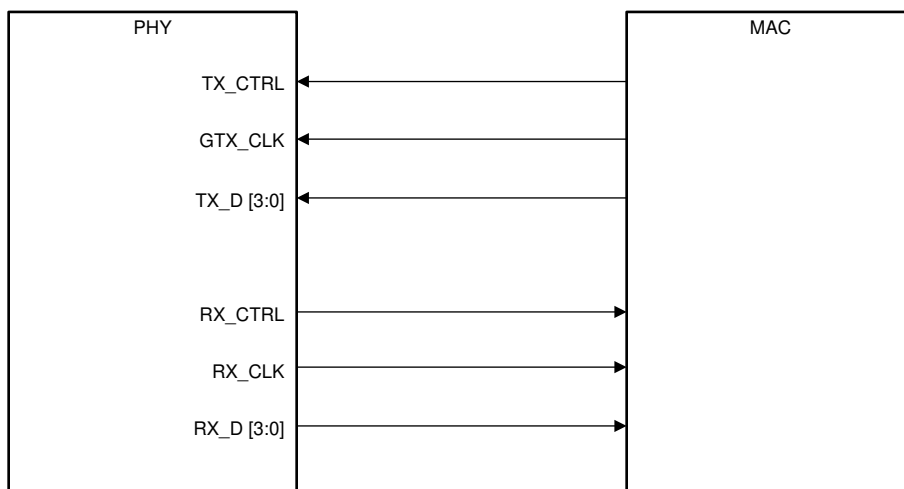 PHY
MAC
TX_CTRL
GTX_CLK
TX_D [3:0]
RX_CTRL
RX_CLK
RX_D [3:0]